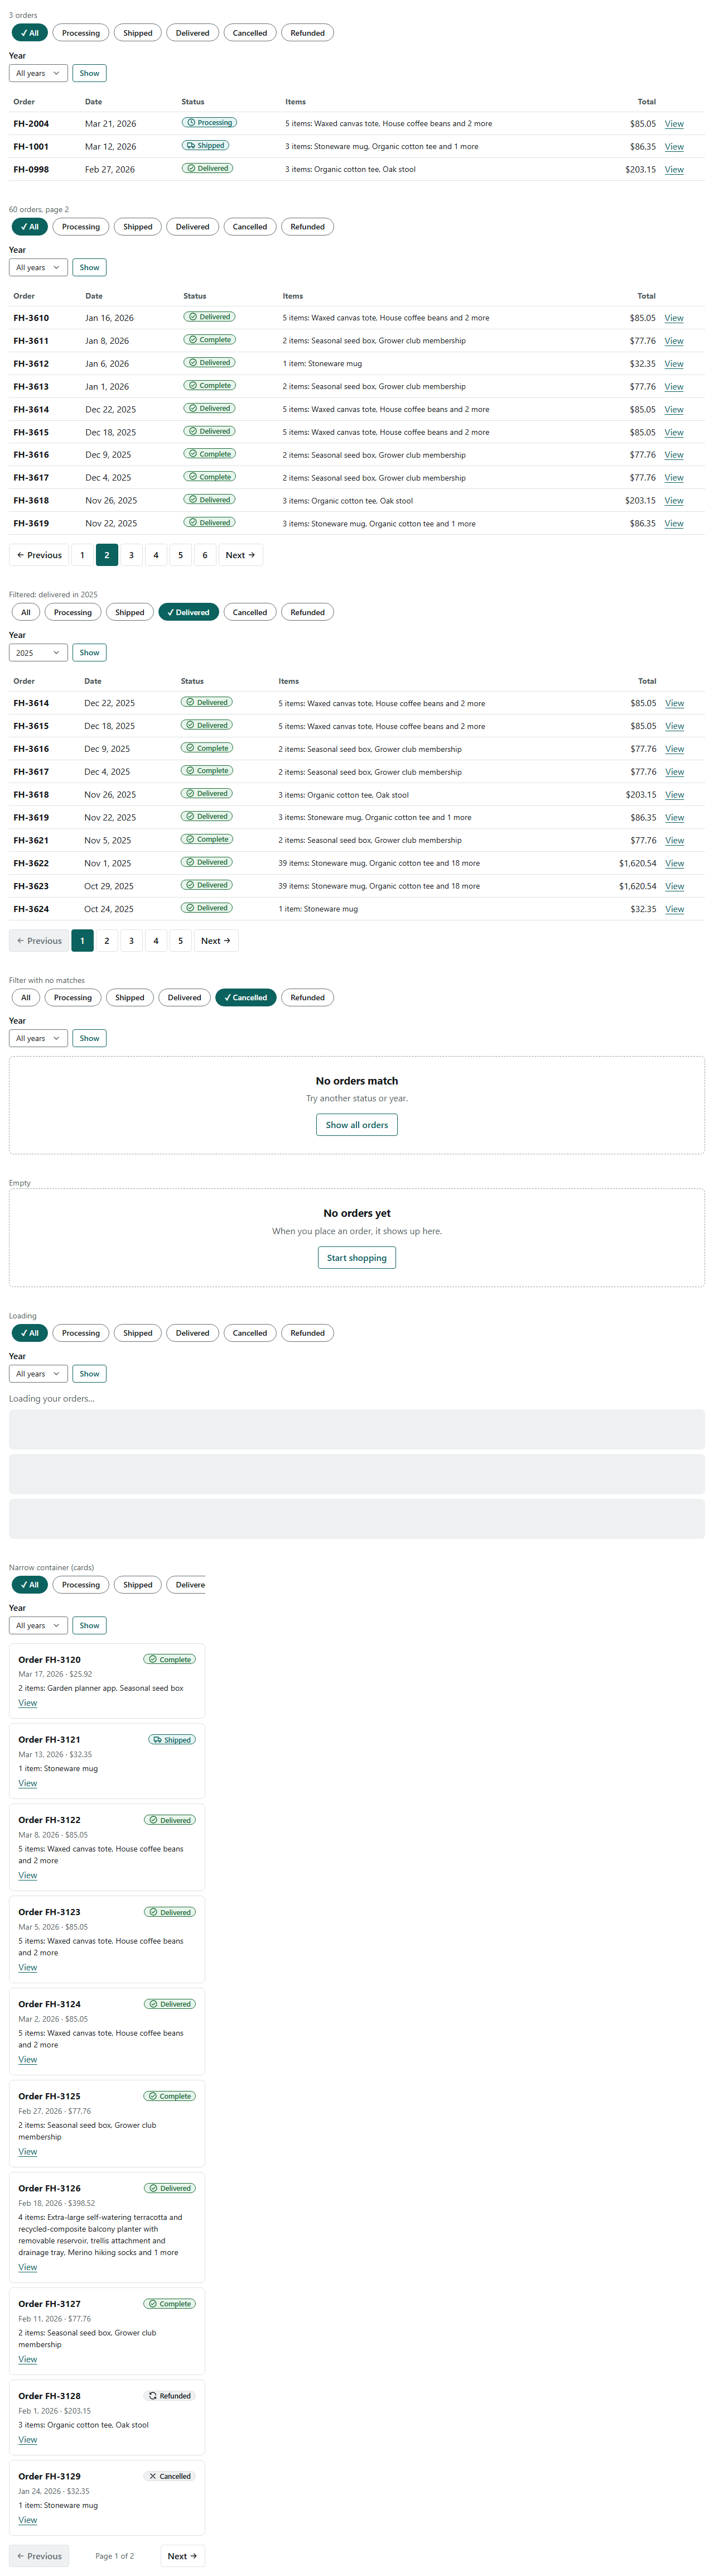 3 orders
✓ All Processing Shipped Delivered Cancelled Refunded
Year
All years Show
Order Date Status Items Total
FH-2004 Mar 21, 2026 Processing 5 items: Waxed canvas tote, House coffee beans and 2 more $85.05 View
FH-1001 Mar 12, 2026 Shipped 3 items: Stoneware mug, Organic cotton tee and 1 more $86.35 View
FH-0998 Feb 27, 2026 Delivered 3 items: Organic cotton tee, Oak stool $203.15 View
60 orders, page 2
✓ All Processing Shipped Delivered Cancelled Refunded
Year
All years Show
Order Date Status Items Total
FH-3610 Jan 16, 2026 Delivered 5 items: Waxed canvas tote, House coffee beans and 2 more $85.05 View
FH-3611 Jan 8, 2026 Complete 2 items: Seasonal seed box, Grower club membership $77.76 View
FH-3612 Jan 6, 2026 Delivered 1 item: Stoneware mug $32.35 View
FH-3613 Jan 1, 2026 Complete 2 items: Seasonal seed box, Grower club membership $77.76 View
FH-3614 Dec 22, 2025 Delivered 5 items: Waxed canvas tote, House coffee beans and 2 more $85.05 View
FH-3615 Dec 18, 2025 Delivered 5 items: Waxed canvas tote, House coffee beans and 2 more $85.05 View
FH-3616 Dec 9, 2025 Complete 2 items: Seasonal seed box, Grower club membership $77.76 View
FH-3617 Dec 4, 2025 Complete 2 items: Seasonal seed box, Grower club membership $77.76 View
FH-3618 Nov 26, 2025 Delivered 3 items: Organic cotton tee, Oak stool $203.15 View
FH-3619 Nov 22, 2025 Delivered 3 items: Stoneware mug, Organic cotton tee and 1 more $86.35 View
← Previous 1 2 3 4 5 6 Next →
Filtered: delivered in 2025
All Processing Shipped ✓ Delivered Cancelled Refunded
Year
2025 Show
Order Date Status Items Total
FH-3614 Dec 22, 2025 Delivered 5 items: Waxed canvas tote, House coffee beans and 2 more $85.05 View
FH-3615 Dec 18, 2025 Delivered 5 items: Waxed canvas tote, House coffee beans and 2 more $85.05 View
FH-3616 Dec 9, 2025 Complete 2 items: Seasonal seed box, Grower club membership $77.76 View
FH-3617 Dec 4, 2025 Complete 2 items: Seasonal seed box, Grower club membership $77.76 View
FH-3618 Nov 26, 2025 Delivered 3 items: Organic cotton tee, Oak stool $203.15 View
FH-3619 Nov 22, 2025 Delivered 3 items: Stoneware mug, Organic cotton tee and 1 more $86.35 View
FH-3621 Nov 5, 2025 Complete 2 items: Seasonal seed box, Grower club membership $77.76 View
FH-3622 Nov 1, 2025 Delivered 39 items: Stoneware mug, Organic cotton tee and 18 more $1,620.54 View
FH-3623 Oct 29, 2025 Delivered 39 items: Stoneware mug, Organic cotton tee and 18 more $1,620.54 View
FH-3624 Oct 24, 2025 Delivered 1 item: Stoneware mug $32.35 View
← Previous 1 2 3 4 5 Next →
Filter with no matches
All Processing Shipped Delivered ✓ Cancelled Refunded
Year
All years Show
No orders match
Try another status or year.
Show all orders
Empty
No orders yet
When you place an order, it shows up here.
Start shopping
Loading
✓ All Processing Shipped Delivered Cancelled Refunded
Year
All years Show
Loading your orders…
Narrow container (cards)
✓ All Processing Shipped Delivere
Year
All years Show
Order FH-3120 Complete
Mar 17, 2026 · $25.92
2 items: Garden planner app, Seasonal seed box
View
Order FH-3121 Shipped
Mar 13, 2026 · $32.35
1 item: Stoneware mug
View
Order FH-3122 Delivered
Mar 8, 2026 · $85.05
5 items: Waxed canvas tote, House coffee beans
and 2 more
View
Order FH-3123 Delivered
Mar 5, 2026 · $85.05
5 items: Waxed canvas tote, House coffee beans
and 2 more
View
Order FH-3124 Delivered
Mar 2, 2026 · $85.05
5 items: Waxed canvas tote, House coffee beans
and 2 more
View
Order FH-3125 Complete
Feb 27, 2026 · $77.76
2 items: Seasonal seed box, Grower club
membership
View
Order FH-3126 Delivered
Feb 18, 2026 · $398.52
4 items: Extra-large self-watering terracotta and
recycled-composite balcony planter with
removable reservoir, trellis attachment and
drainage tray, Merino hiking socks and 1 more
View
Order FH-3127 Complete
Feb 11, 2026 · $77.76
2 items: Seasonal seed box, Grower club
membership
View
Order FH-3128 Refunded
Feb 1, 2026 · $203.15
3 items: Organic cotton tee, Oak stool
View
Order FH-3129 Cancelled
Jan 24, 2026 · $32.35
1 item: Stoneware mug
View
← Previous Page 1 of 2 Next →